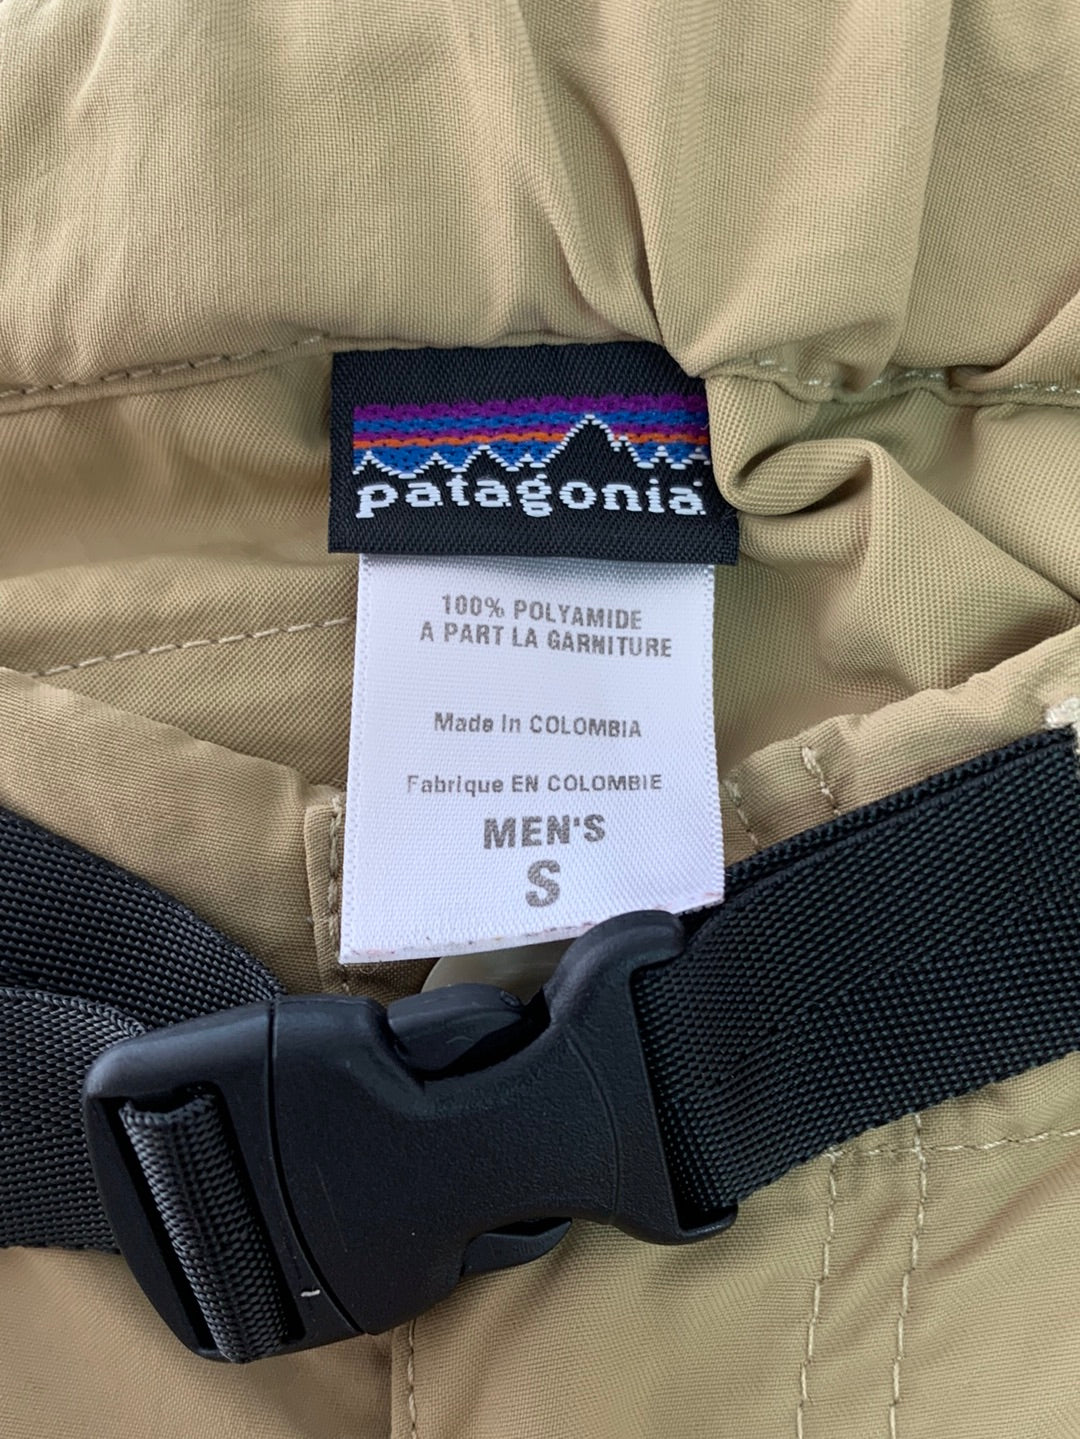 patagonia
100% POLYAMIDE
A PART LA GARNITURE
Made In COLOMBIA
Fabrique EN COLOMBIE
MEN'S
S